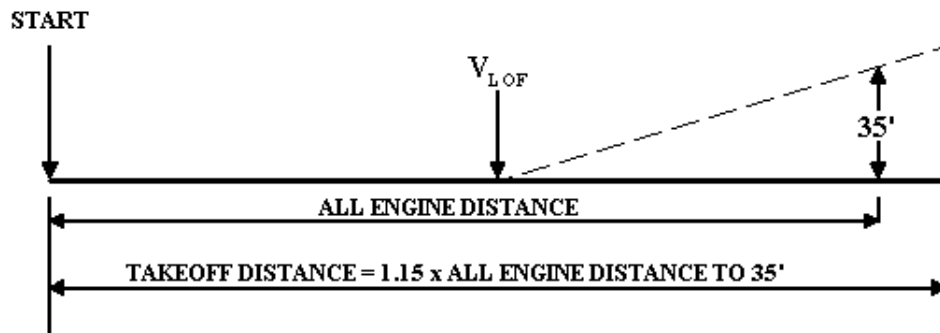 START
V LOF
35'
ALL ENGINE DISTANCE
TAKEOFF DISTANCE = 1.15 x ALL ENGINE DISTANCE TO 35'